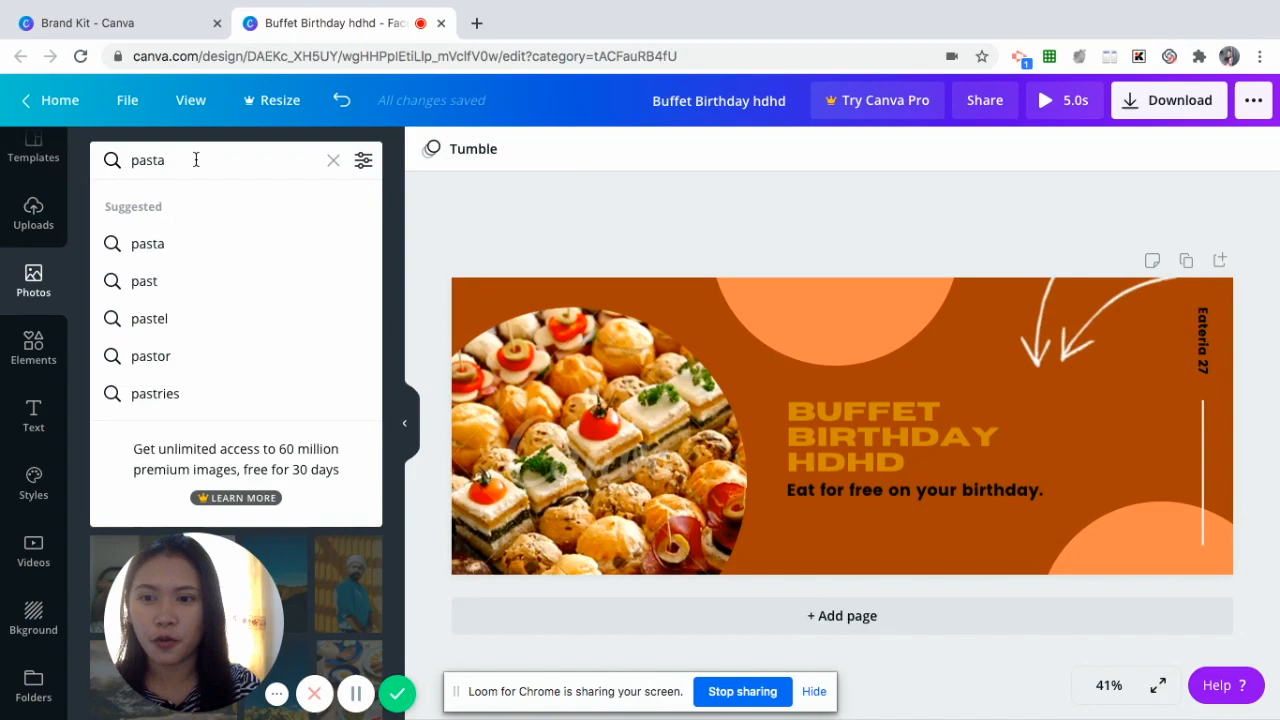 Brand Kit - Canva
Buffet Birthday hdhd - Fac
canva.com/design/DAEKc_XH5UY/wgHHPplEtiLlp_mVclfV0w/edit?category=tACFauRB4fU
1
Home
File
View
Resize
All changes saved
Buffet Birthday hdhd
Try Canva Pro
Share
5.0s
Download
Templates
Uploads
Photos
Elements
Text
Styles
Videos
Bkground
Folders
pasta
Suggested
pasta
past
pastel
pastor
pastries
Get unlimited access to 60 million
premium images, free for 30 days
LEARN MORE
Tumble
BUFFET
BIRTHDAY
HDHD
Eat for free on your birthday.
Eateria 27
+ Add page
Loom for Chrome is sharing your screen.
Stop sharing
Hide
41%
Help ?